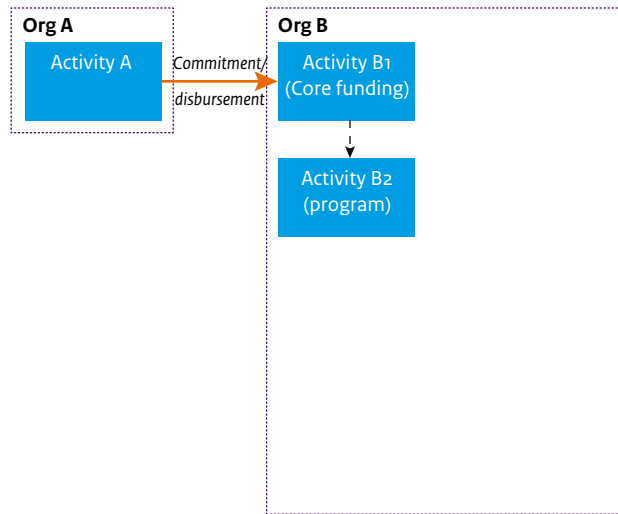 Org A
Activity A
Commitment/
disbursement
Org B
Activity B1
(Core funding)
Activity B2
(program)